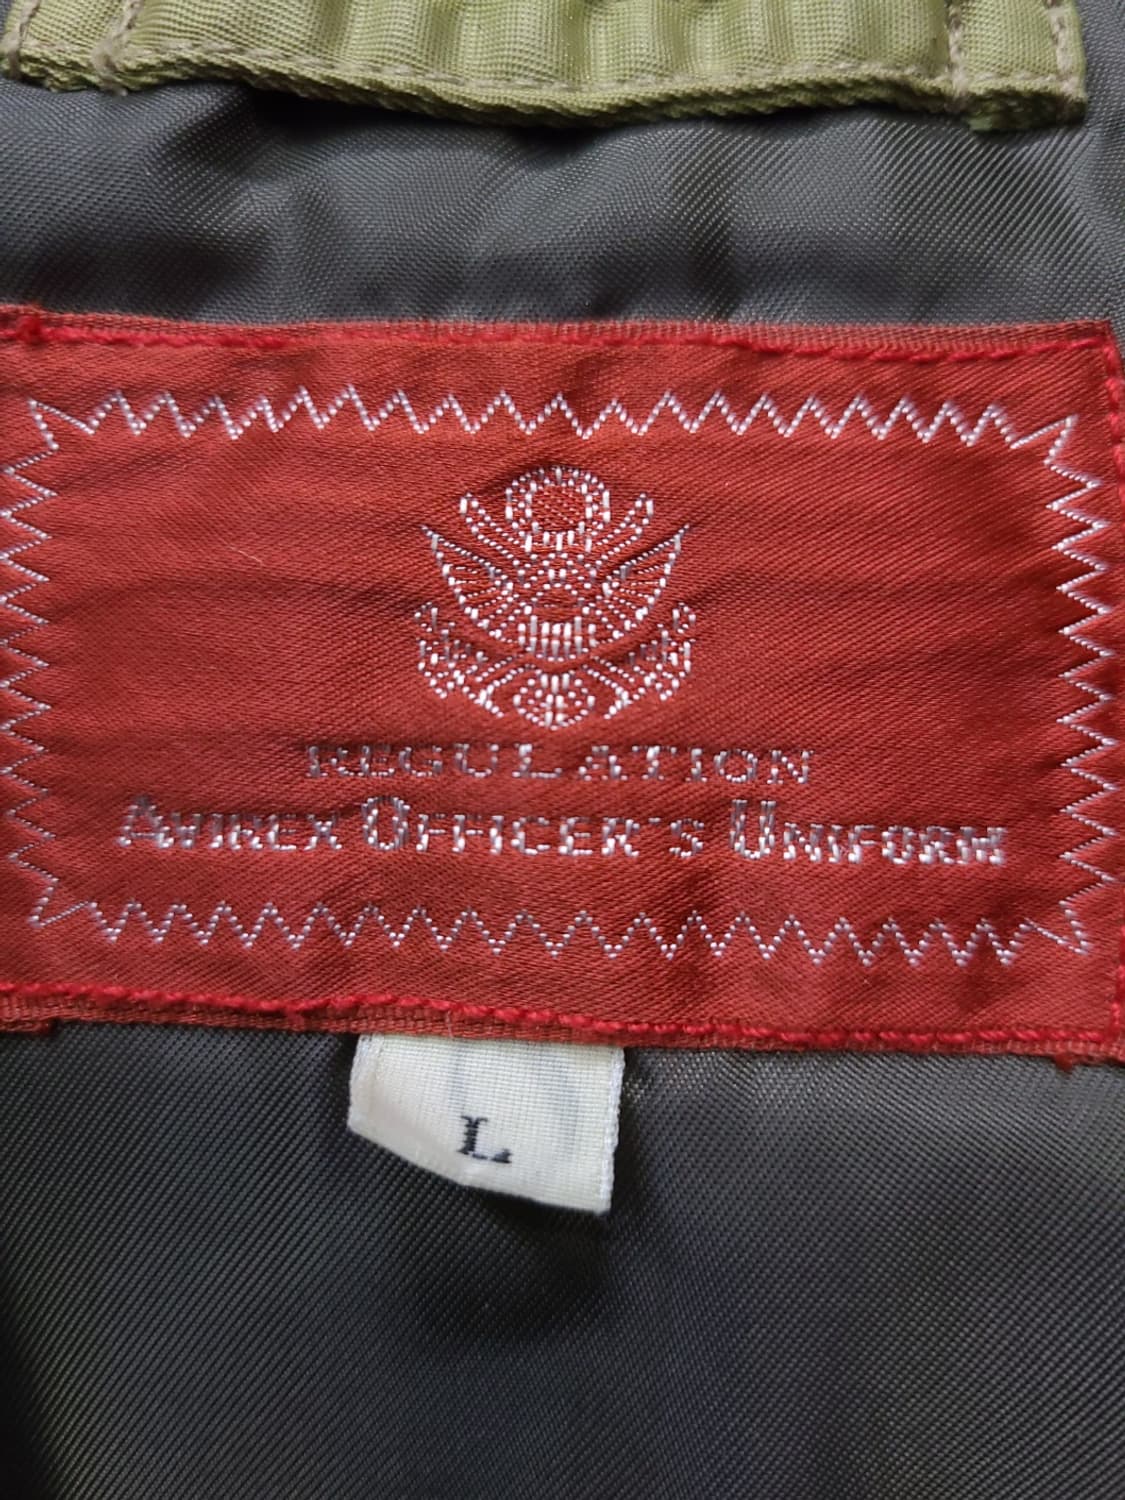 REGULATION
AVIREX OFFICER'S UNIFORM
L